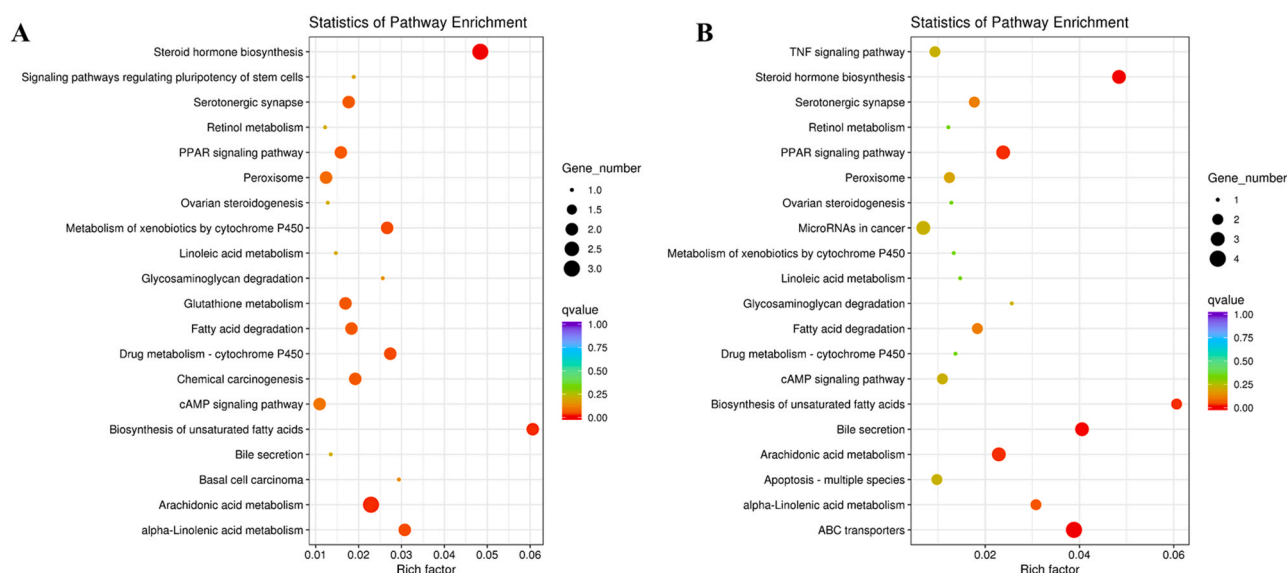 A
Statistics of Pathway Enrichment
Steroid hormone biosynthesis
Signaling pathways regulating pluripotency of stem cells
Serotonergic synapse
Retinol metabolism
PPAR signaling pathway
Peroxisome
Ovarian steroidogenesis
Metabolism of xenobiotics by cytochrome P450
Linoleic acid metabolism
Glycosaminoglycan degradation
Glutathione metabolism
Fatty acid degradation
Drug metabolism - cytochrome P450
Chemical carcinogenesis
cAMP signaling pathway
Biosynthesis of unsaturated fatty acids
Bile secretion
Basal cell carcinoma
Arachidonic acid metabolism
alpha-Linolenic acid metabolism
0.01 0.02 0.03 0.04 0.05 0.06
Rich factor
Gene_number
1.0
1.5
2.0
2.5
3.0
qvalue
1.00
0.75
0.50
0.25
0.00
B
Statistics of Pathway Enrichment
TNF signaling pathway
Steroid hormone biosynthesis
Serotonergic synapse
Retinol metabolism
PPAR signaling pathway
Peroxisome
Ovarian steroidogenesis
MicroRNAs in cancer
Metabolism of xenobiotics by cytochrome P450
Linoleic acid metabolism
Glycosaminoglycan degradation
Fatty acid degradation
Drug metabolism - cytochrome P450
cAMP signaling pathway
Biosynthesis of unsaturated fatty acids
Bile secretion
Arachidonic acid metabolism
Apoptosis - multiple species
alpha-Linolenic acid metabolism
ABC transporters
0.02 0.04 0.06
Rich factor
Gene_number
1
2
3
4
qvalue
1.00
0.75
0.50
0.25
0.00